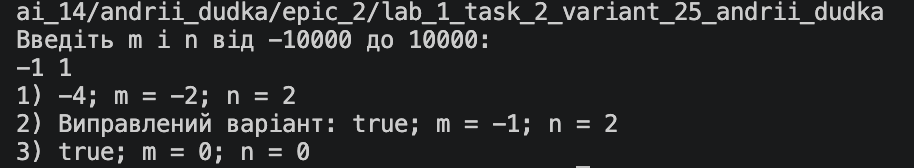 ai_14/andrii_dudka/epic_2/lab_1_task_2_variant_25_andrii_dudka
Введіть m і n від -10000 до 10000:
-1 1
1) -4; m = -2; n = 2
2) Виправлений варіант: true; m = -1; n = 2
3) true; m = 0; n = 0